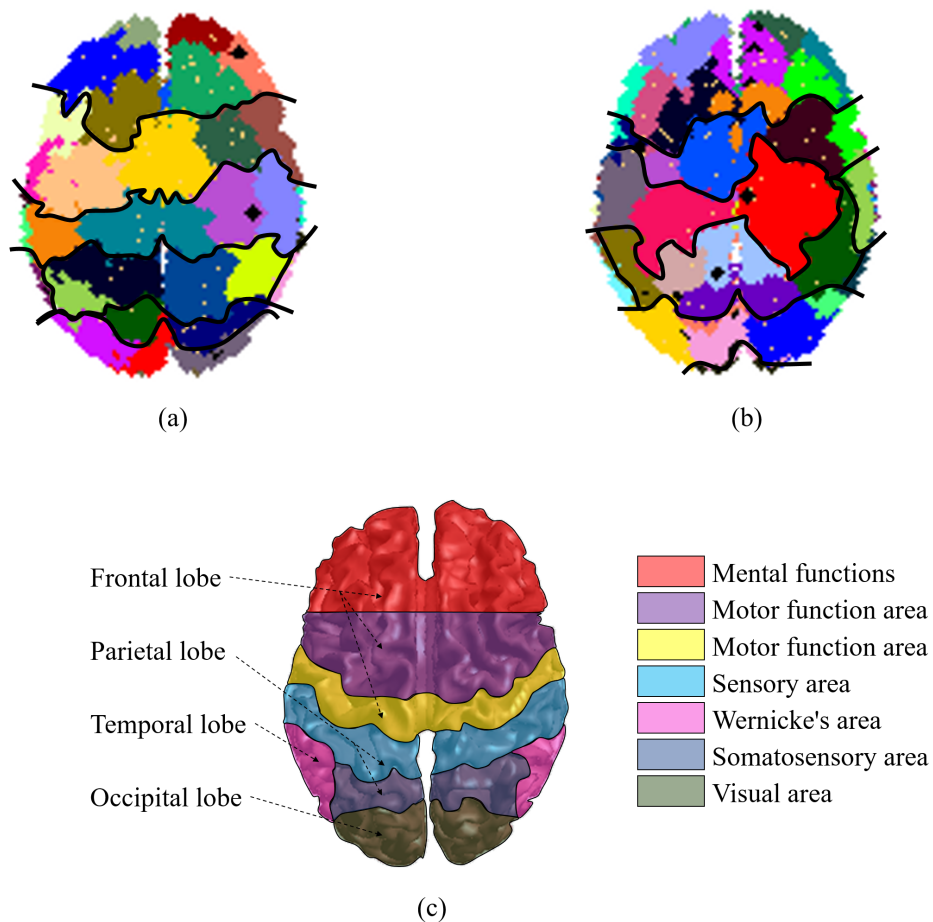 (a)
(b)
Frontal lobe
Parietal lobe
Temporal lobe
Occipital lobe
Mental functions
Motor function area
Motor function area
Sensory area
Wernicke's area
Somatosensory area
Visual area
(c)